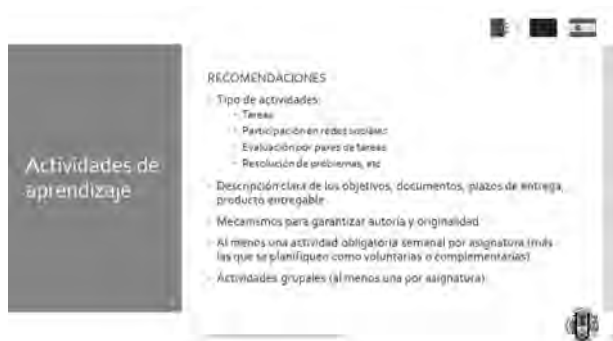 Actividades de
aprendizaje
RECOMENDACIONES
Tipo de actividades:
Tareas
Participación en redes sociales
Evaluación por pares de tareas
Resolución de problemas, etc
Descripción clara de los objetivos, documentos, plazos de entrega,
producto entregable
Mecanismos para garantizar autoría y originalidad
Al menos una actividad obligatoria semanal por asignatura (más
las que se planifiquen como voluntarias o complementarias)
Actividades grupales (al menos una por asignatura)